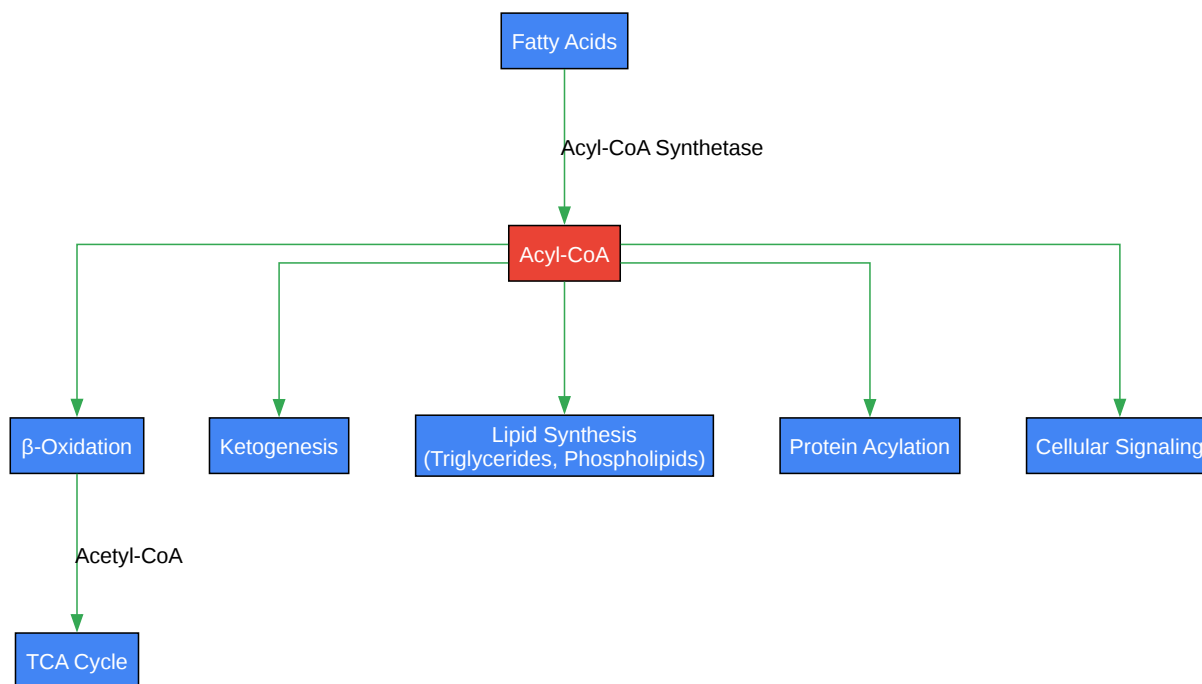 Fatty Acids
Acyl-CoA Synthetase
Acyl-CoA
β-Oxidation
Ketogenesis
Lipid Synthesis
(Triglycerides, Phospholipids)
Protein Acylation
Cellular Signaling
Acetyl-CoA
TCA Cycle